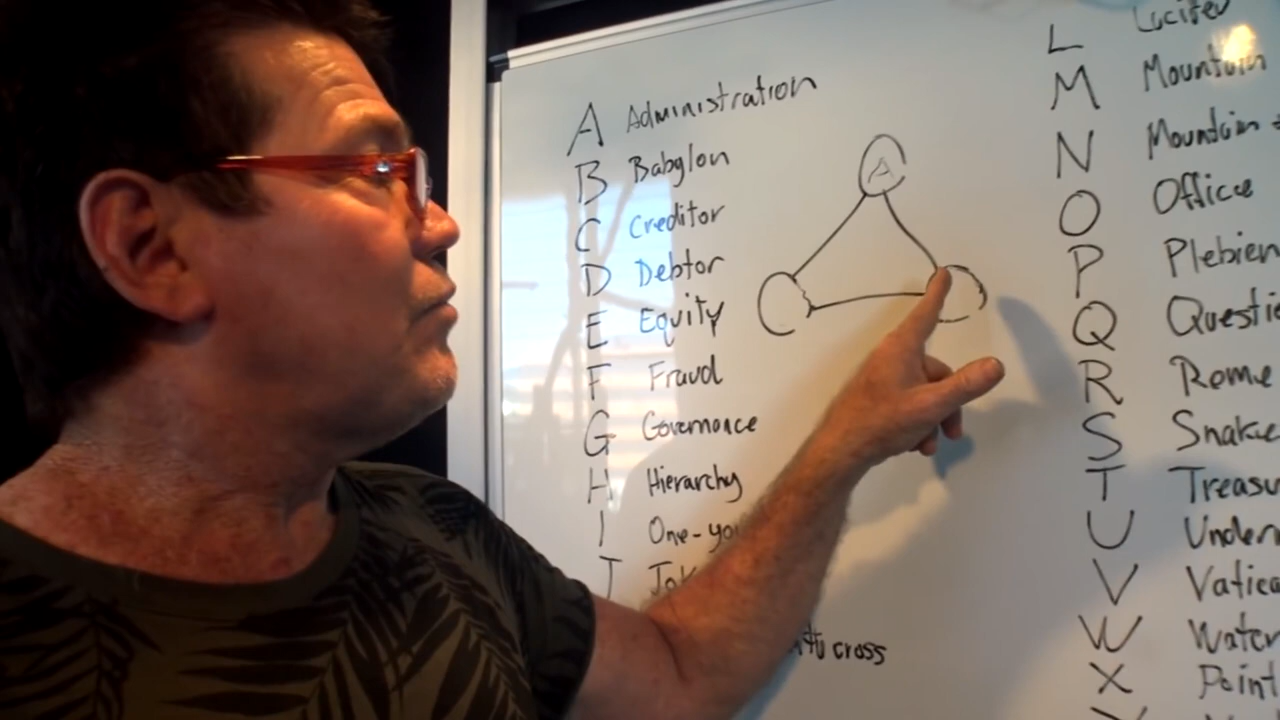 A Administration
B Babylon
C Creditor
D Debtor
E Equity
F Fraud
G Governance
H Hierarchy
I One-yo
J Jo
cross
A
L Lucifer
M Mountain
N Mountain
O Office
P Plebien
Q Questi
R Rome
S Snake
T Treasu
U Under
V Vatica
W Water
X Point
Y